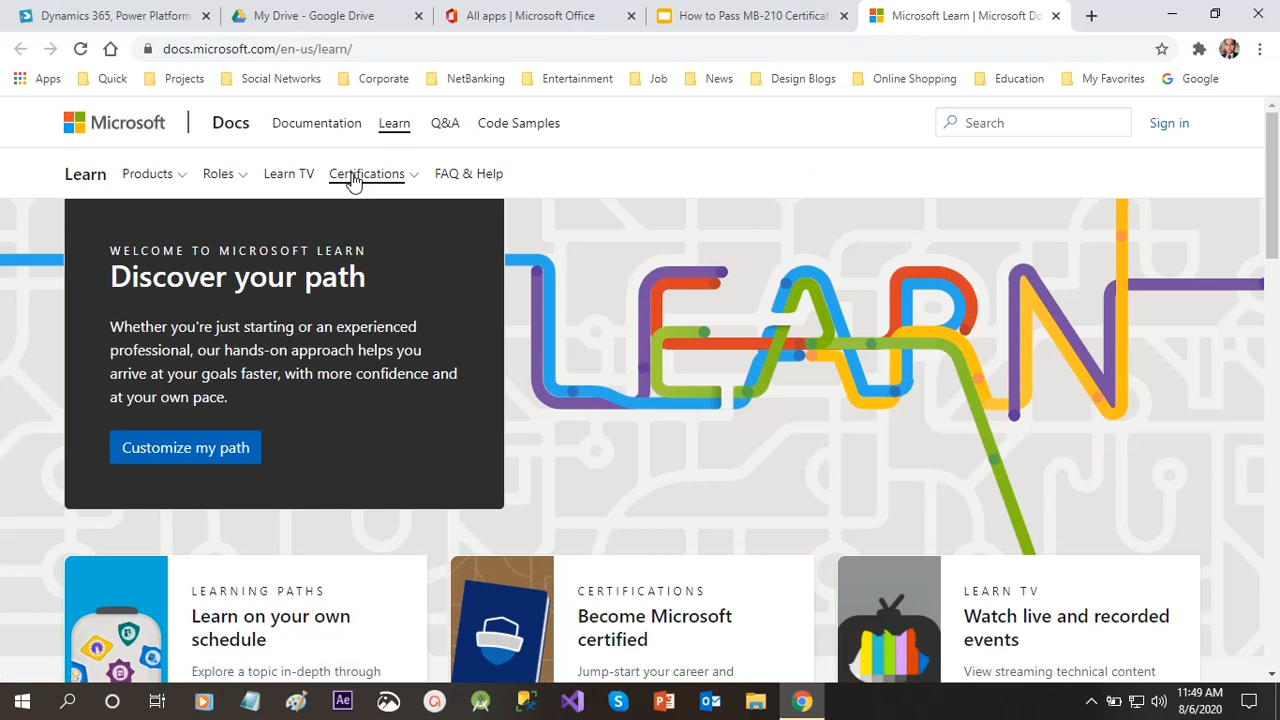 Dynamics 365, Power Platform
My Drive - Google Drive
All apps | Microsoft Office
How to Pass MB-210 Certificat
Microsoft Learn | Microsoft Do
docs.microsoft.com/en-us/learn/
Apps
Quick
Projects
Social Networks
Corporate
NetBanking
Entertainment
Job
News
Design Blogs
Online Shopping
Education
My Favorites
Google
Microsoft
Docs
Documentation
Learn
Q&A
Code Samples
Search
Sign in
Learn
Products
Roles
Learn TV
Certifications
FAQ & Help
WELCOME TO MICROSOFT LEARN
Discover your path
Whether you're just starting or an experienced
professional, our hands-on approach helps you
arrive at your goals faster, with more confidence and
at your own pace.
Customize my path
LEARN
LEARNING PATHS
Learn on your own
schedule
Explore a topic in-depth through
CERTIFICATIONS
Become Microsoft
certified
Jump-start your career and
LEARN TV
Watch live and recorded
events
View streaming technical content
Ae
11:49 AM
8/6/2020